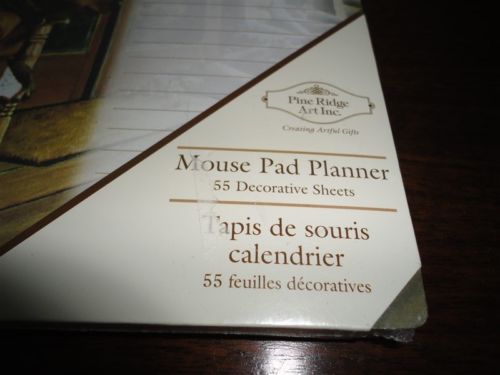 Pine Ridge
Art Inc.
Creating Artful Gifts
Mouse Pad Planner
55 Decorative Sheets
Tapis de souris
calendrier
55 feuilles décoratives